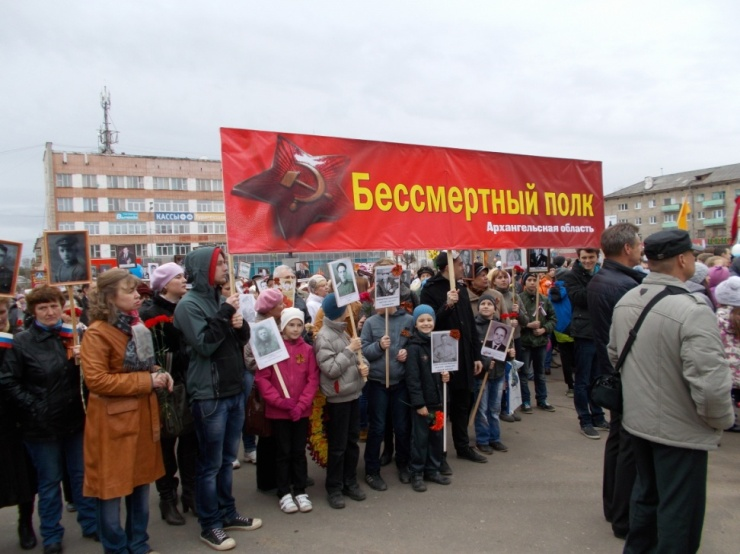 Бессмертный полк
Архангельская область
КАССЫ